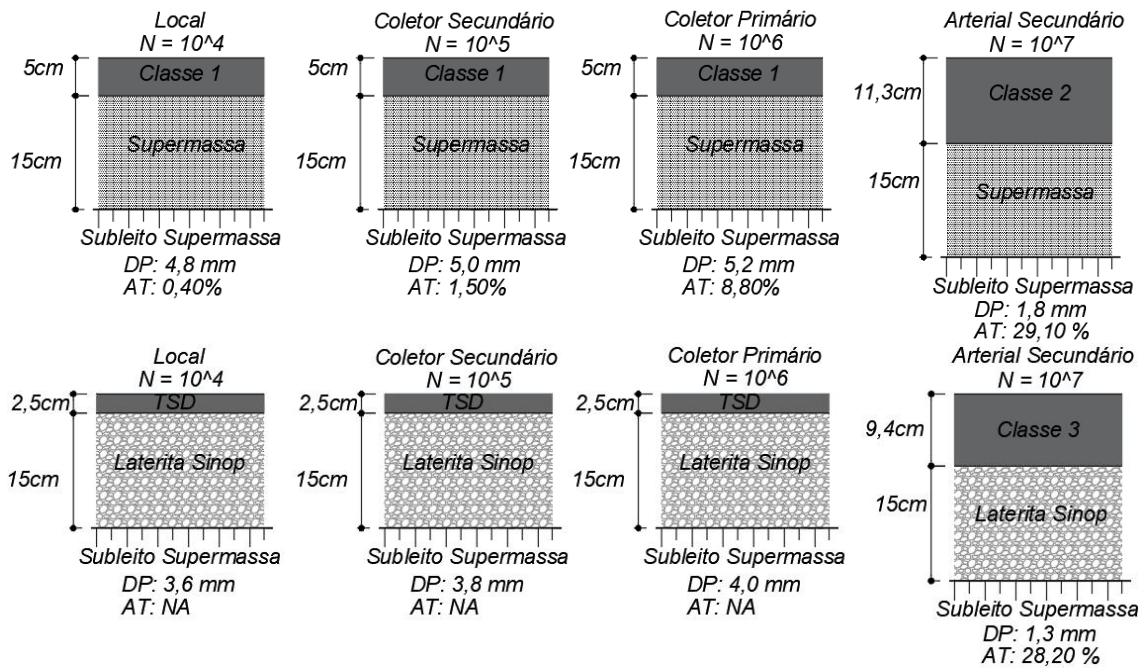 Local
N = 10^4
5cm
Classe 1
15cm
Supermassa
Subleito Supermassa
DP: 4,8 mm
AT: 0,40%
Coletor Secundário
N = 10^5
5cm
Classe 1
15cm
Supermassa
Subleito Supermassa
DP: 5,0 mm
AT: 1,50%
Coletor Primário
N = 10^6
5cm
Classe 1
15cm
Supermassa
Subleito Supermassa
DP: 5,2 mm
AT: 8,80%
Arterial Secundário
N = 10^7
11,3cm
Classe 2
15cm
Supermassa
Subleito Supermassa
DP: 1,8 mm
AT: 29,10 %
Local
N = 10^4
2,5cm
TSD
15cm
Laterita Sinop
Subleito Supermassa
DP: 3,6 mm
AT: NA
Coletor Secundário
N = 10^5
2,5cm
TSD
15cm
Laterita Sinop
Subleito Supermassa
DP: 3,8 mm
AT: NA
Coletor Primário
N = 10^6
2,5cm
TSD
15cm
Laterita Sinop
Subleito Supermassa
DP: 4,0 mm
AT: NA
Arterial Secundário
N = 10^7
9,4cm
Classe 3
15cm
Laterita Sinop
Subleito Supermassa
DP: 1,3 mm
AT: 28,20 %